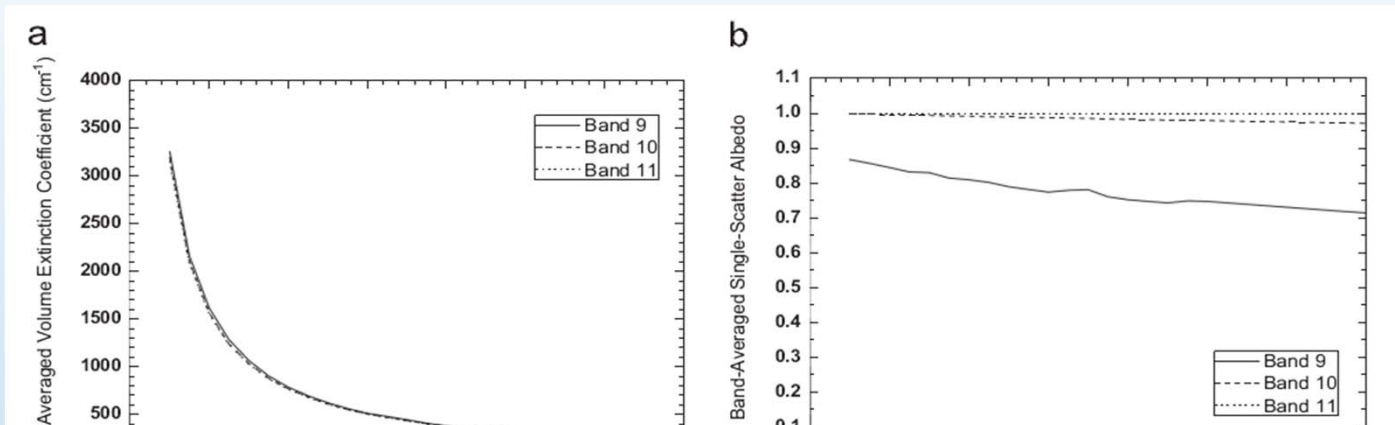 a
Averaged Volume Extinction Coefficient (cm-1)
4000
3500
3000
2500
2000
1500
1000
500
Band 9
Band 10
Band 11
b
Band-Averaged Single-Scatter Albedo
1.1
1.0
0.9
0.8
0.7
0.6
0.5
0.4
0.3
0.2
0.1
Band 9
Band 10
Band 11